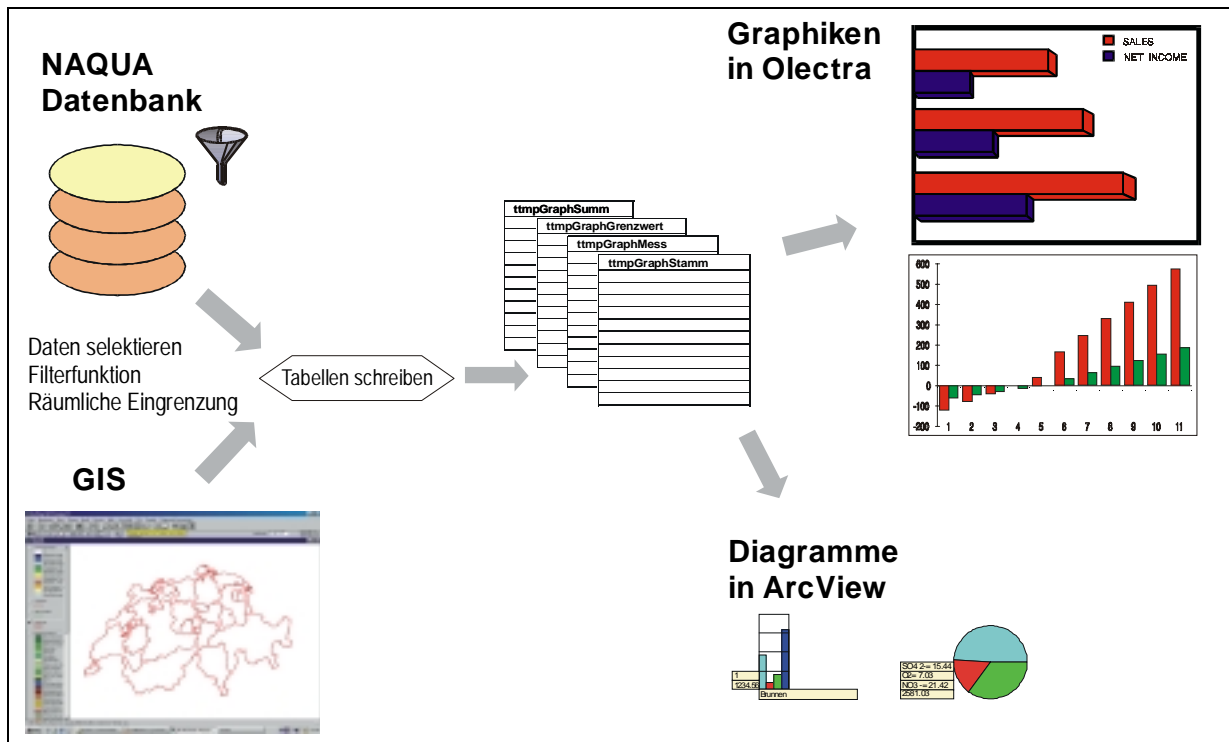 NAQUA
Datenbank
Daten selektieren
Filterfunktion
Räumliche Eingrenzung
GIS
Tabellen schreiben
ttmpGraphSumm
ttmpGraphGrenzwert
ttmpGraphMess
ttmpGraphStamm
Graphiken
in Olectra
SALES
NET INCOME
600
500
400
300
200
100
0
-100
-200
1 2 3 4 5 6 7 8 9 10 11
Diagramme
in ArcView
1
1234.56
Brunnen
SO4 2-= 15.44
O2= 7.03
NO3 -= 21.42
2581.03